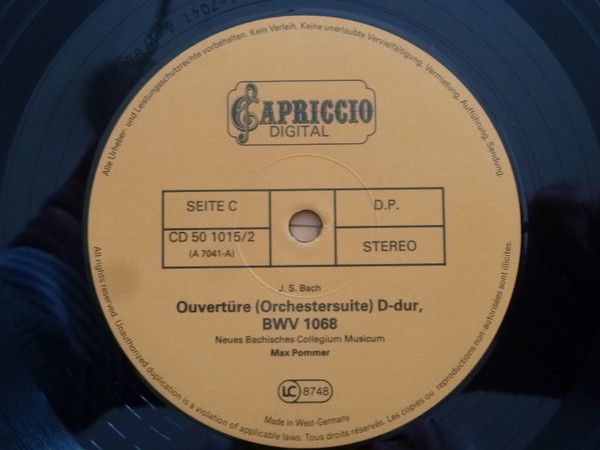 Alle Urheber- und Leistungsschutzrechte vorbehalten. Kein Verleih. Keine unerlaubte Vervielfältigung, Vermietung, Aufführung, Sendung.
CAPRICCIO
DIGITAL
SEITE C
D.P.
CD 50 1015/2
(A 7041-A)
STEREO
J. S. Bach
Ouvertüre (Orchestersuite) D-dur,
BWV 1068
Neues Bachisches Collegium Musicum
Max Pommer
LC 8748
Made in West-Germany
All rights reserved. Unauthorized duplication is a violation of applicable laws. Tous droits réservés. Les copies ou reproductions non-autorisées sont illicites.